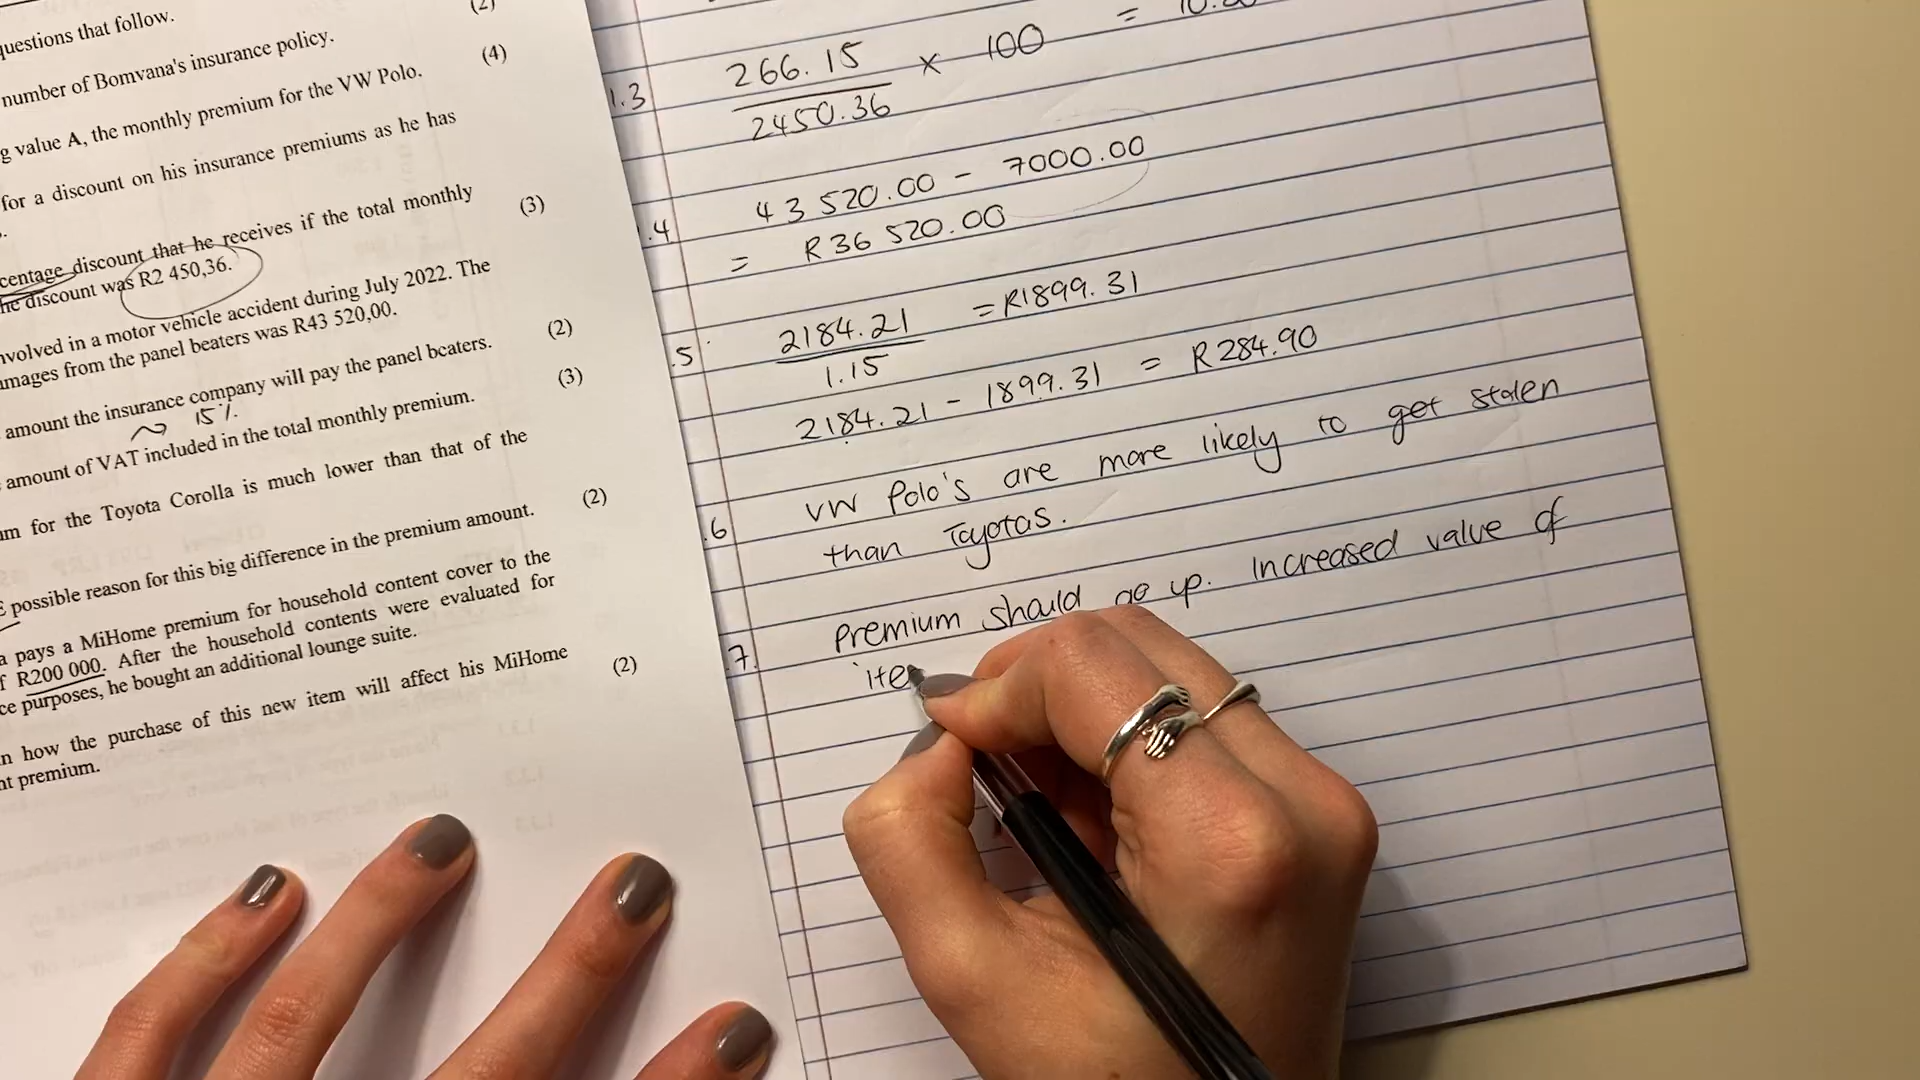 (2)
questions that follow.
number of Bomvana's insurance policy.
(4)
g value A, the monthly premium for the VW Polo.
for a discount on his insurance premiums as he has
centage discount that he receives if the total monthly
(3)
he discount was R2 450,36.
nvolved in a motor vehicle accident during July 2022. The
amages from the panel beaters was R43 520,00.
amount the insurance company will pay the panel beaters.
(2)
15%.
amount of VAT included in the total monthly premium.
(3)
um for the Toyota Corolla is much lower than that of the
E possible reason for this big difference in the premium amount.
(2)
a pays a MiHome premium for household content cover to the
f R200 000. After the household contents were evaluated for
ce purposes, he bought an additional lounge suite.
n how the purchase of this new item will affect his MiHome
(2)
nt premium.
1.3
266.15
× 100 =
2450.36
.4
43 520.00 - 7000.00
= R36 520.00
.5
2184.21 = R1899.31
1.15
2184.21 - 1899.31 = R284.90
.6
VW Polo's are more likely to get stolen
than Toyotas.
.7.
Premium should go up. Increased value of
ite